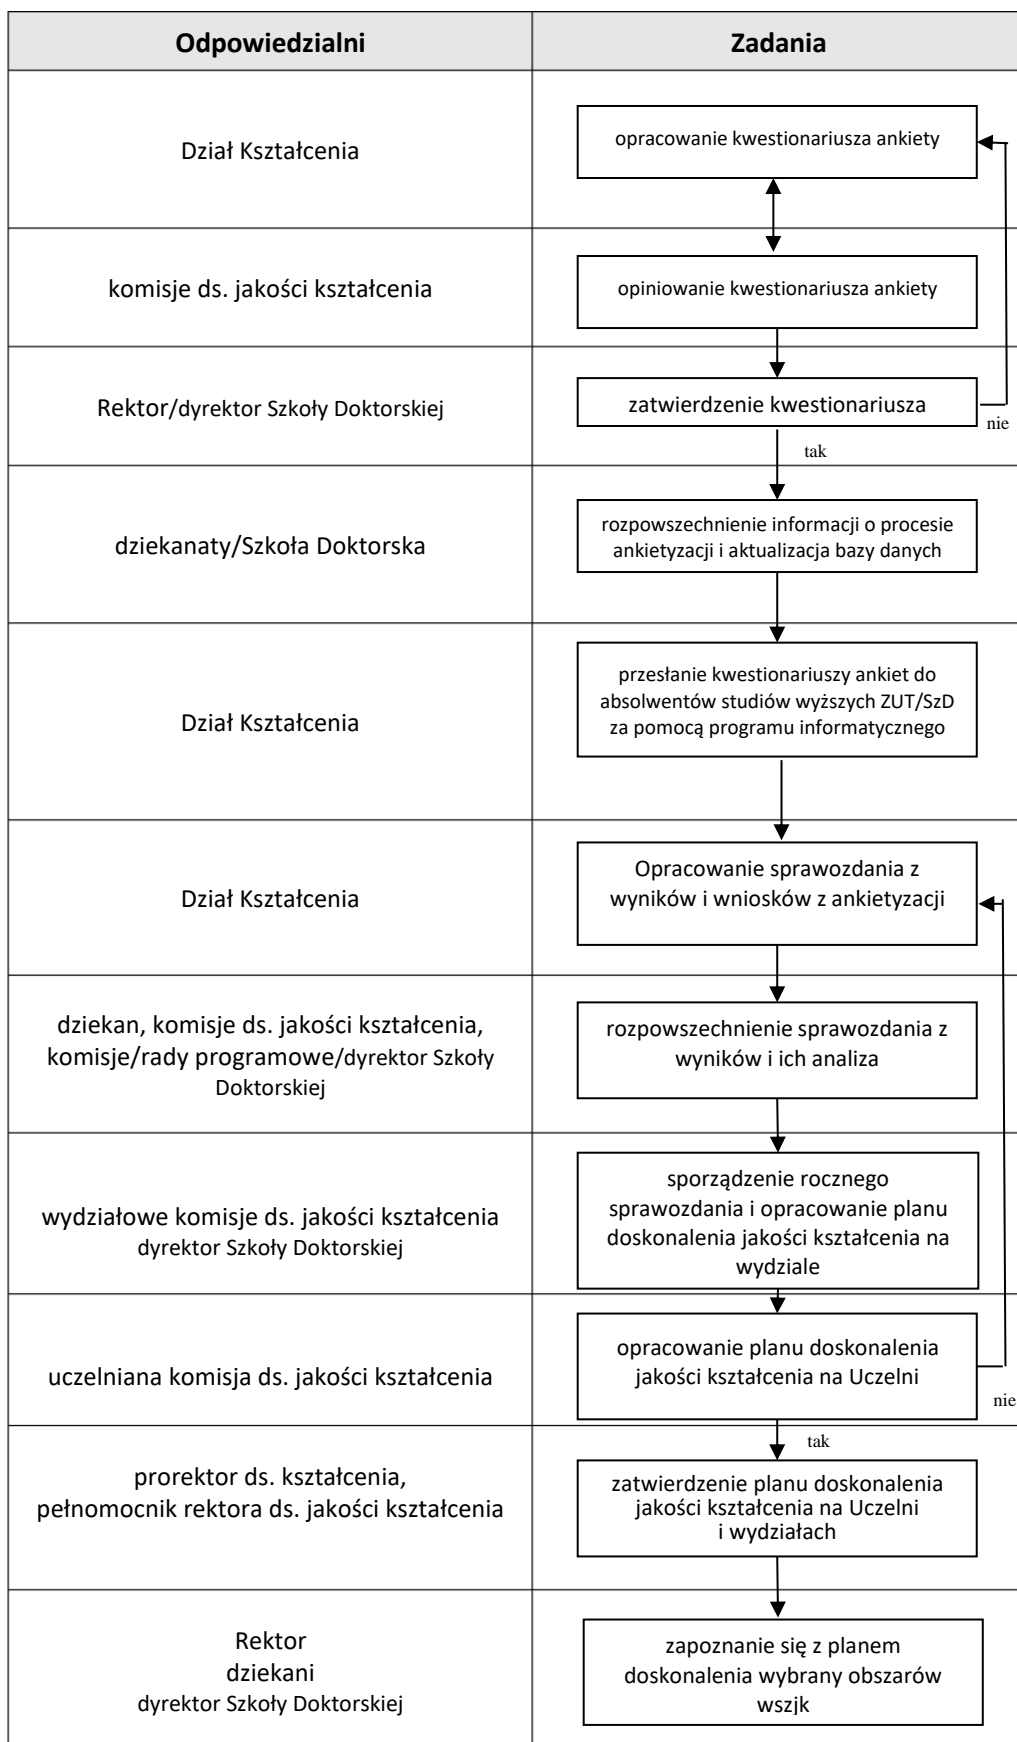 Odpowiedzialni
Zadania
Dział Kształcenia
opracowanie kwestionariusza ankiety
komisje ds. jakości kształcenia
opiniowanie kwestionariusza ankiety
Rektor/dyrektor Szkoły Doktorskiej
zatwierdzenie kwestionariusza
nie
tak
dziekanaty/Szkoła Doktorska
rozpowszechnienie informacji o procesie
ankietyzacji i aktualizacja bazy danych
Dział Kształcenia
przesłanie kwestionariuszy ankiet do
absolwentów studiów wyższych ZUT/SzD
za pomocą programu informatycznego
Dział Kształcenia
Opracowanie sprawozdania z
wyników i wniosków z ankietyzacji
dziekan, komisje ds. jakości kształcenia,
komisje/rady programowe/dyrektor Szkoły
Doktorskiej
rozpowszechnienie sprawozdania z
wyników i ich analiza
wydziałowe komisje ds. jakości kształcenia
dyrektor Szkoły Doktorskiej
sporządzenie rocznego
sprawozdania i opracowanie planu
doskonalenia jakości kształcenia na
wydziale
uczelniana komisja ds. jakości kształcenia
opracowanie planu doskonalenia
jakości kształcenia na Uczelni
nie
tak
prorektor ds. kształcenia,
pełnomocnik rektora ds. jakości kształcenia
zatwierdzenie planu doskonalenia
jakości kształcenia na Uczelni
i wydziałach
Rektor
dziekani
dyrektor Szkoły Doktorskiej
zapoznanie się z planem
doskonalenia wybrany obszarów
wszjk